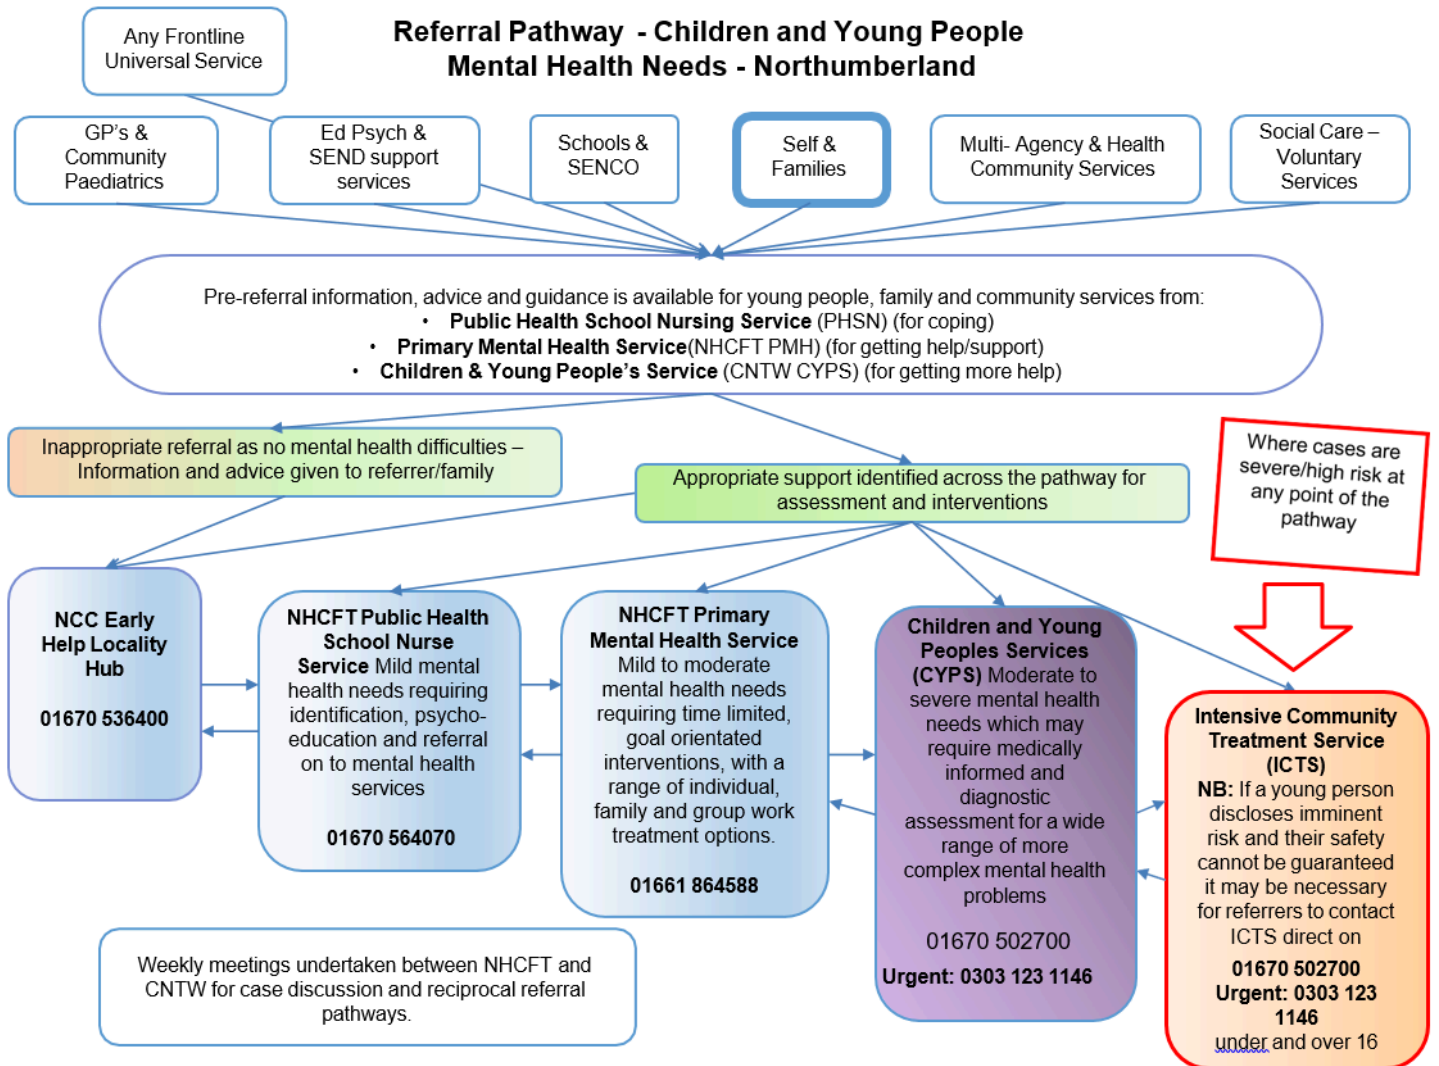 Referral Pathway - Children and Young People
Mental Health Needs - Northumberland
Any Frontline
Universal Service
GP's &
Community
Paediatrics
Ed Psych &
SEND support
services
Schools &
SENCO
Self &
Families
Multi- Agency & Health
Community Services
Social Care –
Voluntary
Services
Pre-referral information, advice and guidance is available for young people, family and community services from:
• Public Health School Nursing Service (PHSN) (for coping)
• Primary Mental Health Service(NHCFT PMH) (for getting help/support)
• Children & Young People's Service (CNTW CYPS) (for getting more help)
Inappropriate referral as no mental health difficulties –
Information and advice given to referrer/family
Appropriate support identified across the pathway for
assessment and interventions
Where cases are
severe/high risk at
any point of the
pathway
NCC Early
Help Locality
Hub
01670 536400
NHCFT Public Health
School Nurse
Service Mild mental
health needs requiring
identification, psycho-
education and referral
on to mental health
services
01670 564070
NHCFT Primary
Mental Health Service
Mild to moderate
mental health needs
requiring time limited,
goal orientated
interventions, with a
range of individual,
family and group work
treatment options.
01661 864588
Children and Young
Peoples Services
(CYPS) Moderate to
severe mental health
needs which may
require medically
informed and
diagnostic
assessment for a wide
range of more
complex mental health
problems
01670 502700
Urgent: 0303 123 1146
Intensive Community
Treatment Service
(ICTS)
NB: If a young person
discloses imminent
risk and their safety
cannot be guaranteed
it may be necessary
for referrers to contact
ICTS direct on
01670 502700
Urgent: 0303 123
1146
under and over 16
Weekly meetings undertaken between NHCFT and
CNTW for case discussion and reciprocal referral
pathways.